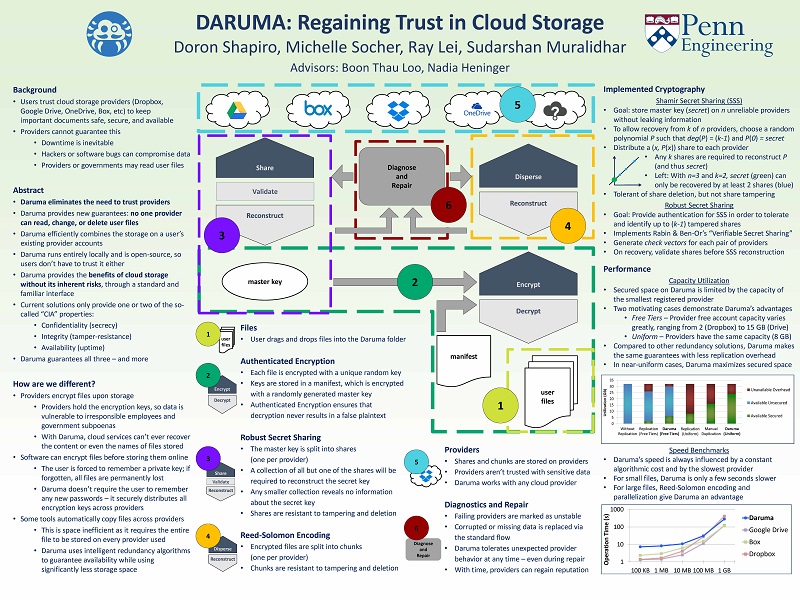 DARUMA: Regaining Trust in Cloud Storage
Doron Shapiro, Michelle Socher, Ray Lei, Sudarshan Muralidhar
Advisors: Boon Thau Loo, Nadia Heninger
Penn
Engineering
Background
• Users trust cloud storage providers (Dropbox,
Google Drive, OneDrive, Box, etc) to keep
important documents safe, secure, and available
• Providers cannot guarantee this
• Downtime is inevitable
• Hackers or software bugs can compromise data
• Providers or governments may read user files
Abstract
• Daruma eliminates the need to trust providers
• Daruma provides new guarantees: no one provider
can read, change, or delete user files
• Daruma efficiently combines the storage on a user's
existing provider accounts
• Daruma runs entirely locally and is open-source, so
users don't have to trust it either
• Daruma provides the benefits of cloud storage
without its inherent risks, through a standard and
familiar interface
• Current solutions only provide one or two of the so-
called "CIA" properties:
• Confidentiality (secrecy)
• Integrity (tamper-resistance)
• Availability (uptime)
• Daruma guarantees all three – and more
How are we different?
• Providers encrypt files upon storage
• Providers hold the encryption keys, so data is
vulnerable to irresponsible employees and
government subpoenas
• With Daruma, cloud services can't ever recover
the content or even the names of files stored
• Software can encrypt files before storing them online
• The user is forced to remember a private key; if
forgotten, all files are permanently lost
• Daruma doesn't require the user to remember
any new passwords – it securely distributes all
encryption keys across providers
• Some tools automatically copy files across providers
• This is space inefficient as it requires the entire
file to be stored on every provider used
• Daruma uses intelligent redundancy algorithms
to guarantee availability while using
significantly less storage space
box
OneDrive
?
5
Share
Validate
Reconstruct
3
Diagnose
and
Repair
6
Disperse
Reconstruct
4
master key
2
Encrypt
Decrypt
manifest
user
files
1
1
user
files
Files
• User drags and drops files into the Daruma folder
2
Encrypt
Decrypt
Authenticated Encryption
• Each file is encrypted with a unique random key
• Keys are stored in a manifest, which is encrypted
with a randomly generated master key
• Authenticated Encryption ensures that
decryption never results in a false plaintext
3
Share
Validate
Reconstruct
Robust Secret Sharing
• The master key is split into shares
(one per provider)
• A collection of all but one of the shares will be
required to reconstruct the secret key
• Any smaller collection reveals no information
about the secret key
• Shares are resistant to tampering and deletion
4
Disperse
Reconstruct
Reed-Solomon Encoding
• Encrypted files are split into chunks
(one per provider)
• Chunks are resistant to tampering and deletion
5
Providers
• Shares and chunks are stored on providers
• Providers aren't trusted with sensitive data
• Daruma works with any cloud provider
6
Diagnose
and
Repair
Diagnostics and Repair
• Failing providers are marked as unstable
• Corrupted or missing data is replaced via
the standard flow
• Daruma tolerates unexpected provider
behavior at any time – even during repair
• With time, providers can regain reputation
Implemented Cryptography
Shamir Secret Sharing (SSS)
• Goal: store master key (secret) on n unreliable providers
without leaking information
• To allow recovery from k of n providers, choose a random
polynomial P such that deg(P) = (k-1) and P(0) = secret
• Distribute a (x, P(x)) share to each provider
• Any k shares are required to reconstruct P
(and thus secret)
• Left: With n=3 and k=2, secret (green) can
only be recovered by at least 2 shares (blue)
• Tolerant of share deletion, but not share tampering
Robust Secret Sharing
• Goal: Provide authentication for SSS in order to tolerate
and identify up to (k-1) tampered shares
• Implements Rabin & Ben-Or's "Verifiable Secret Sharing"
• Generate check vectors for each pair of providers
• On recovery, validate shares before SSS reconstruction
Performance
Capacity Utilization
• Secured space on Daruma is limited by the capacity of
the smallest registered provider
• Two motivating cases demonstrate Daruma's advantages
• Free Tiers – Provider free account capacity varies
greatly, ranging from 2 (Dropbox) to 15 GB (Drive)
• Uniform – Providers have the same capacity (8 GB)
• Compared to other redundancy solutions, Daruma makes
the same guarantees with less replication overhead
• In near-uniform cases, Daruma maximizes secured space
Utilization (GB)
35
30
25
20
15
10
5
0
Without
Replication
Replication
(Free Tiers)
Daruma
(Free Tiers)
Replication
(Uniform)
Manual
Duplication
Daruma
(Uniform)
Unavailable Overhead
Available Unsecured
Available Secured
Speed Benchmarks
• Daruma's speed is always influenced by a constant
algorithmic cost and by the slowest provider
• For small files, Daruma is only a few seconds slower
• For large files, Reed-Solomon encoding and
parallelization give Daruma an advantage
Operation Time (s)
1000
100
10
1
100 KB 1 MB 10 MB 100 MB 1 GB
Daruma
Google Drive
Box
Dropbox